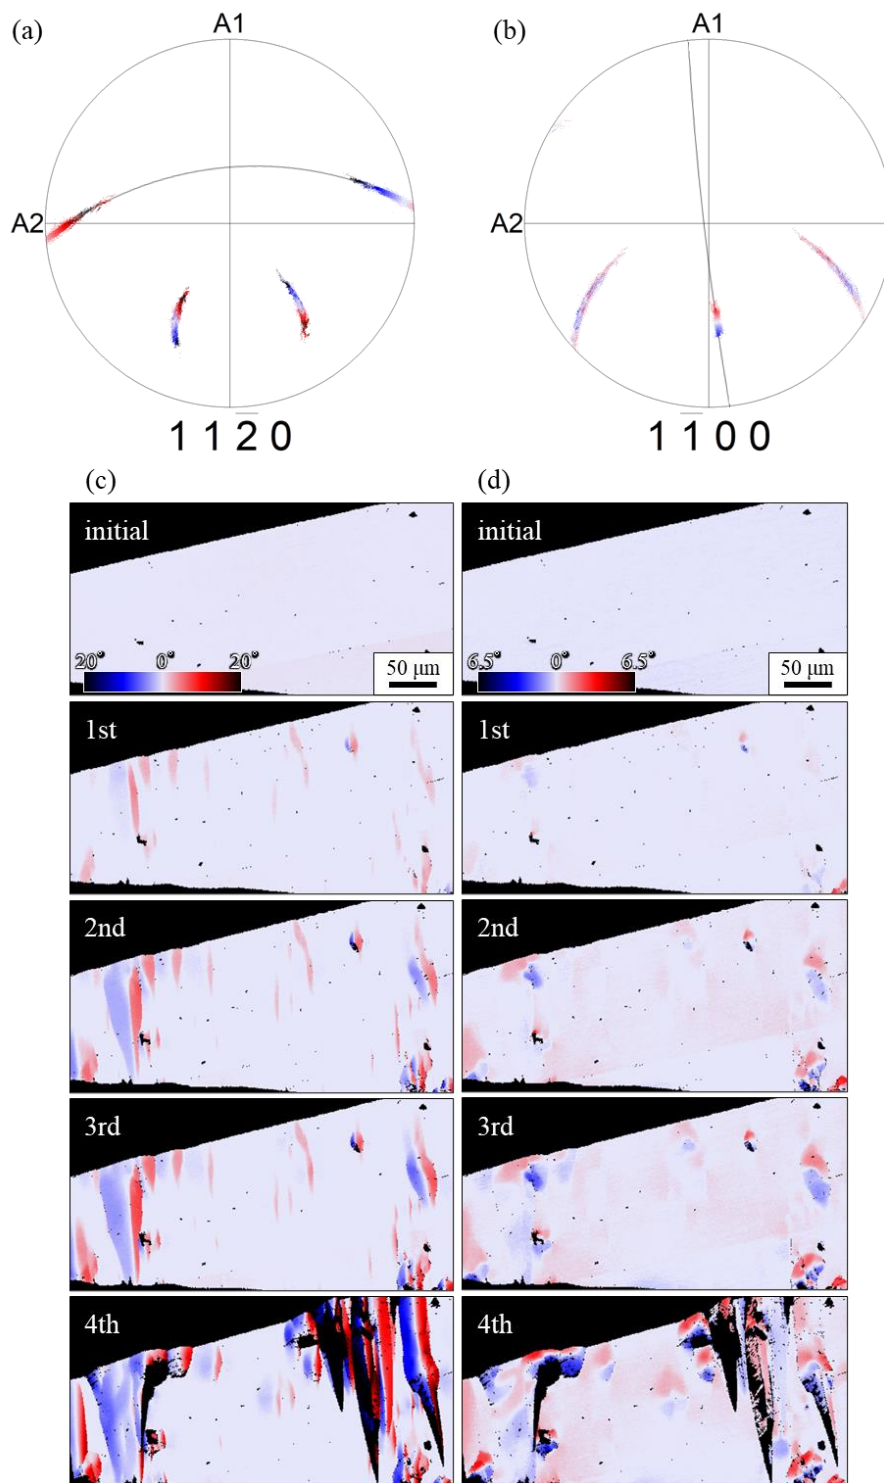 (a)
(b)
A1
A1
A2
A2
1 1 2̅ 0
1 1̅ 0 0
(c)
(d)
initial
initial
20° 0° 20°
50 μm
6.5° 0° 6.5°
50 μm
1st
1st
2nd
2nd
3rd
3rd
4th
4th